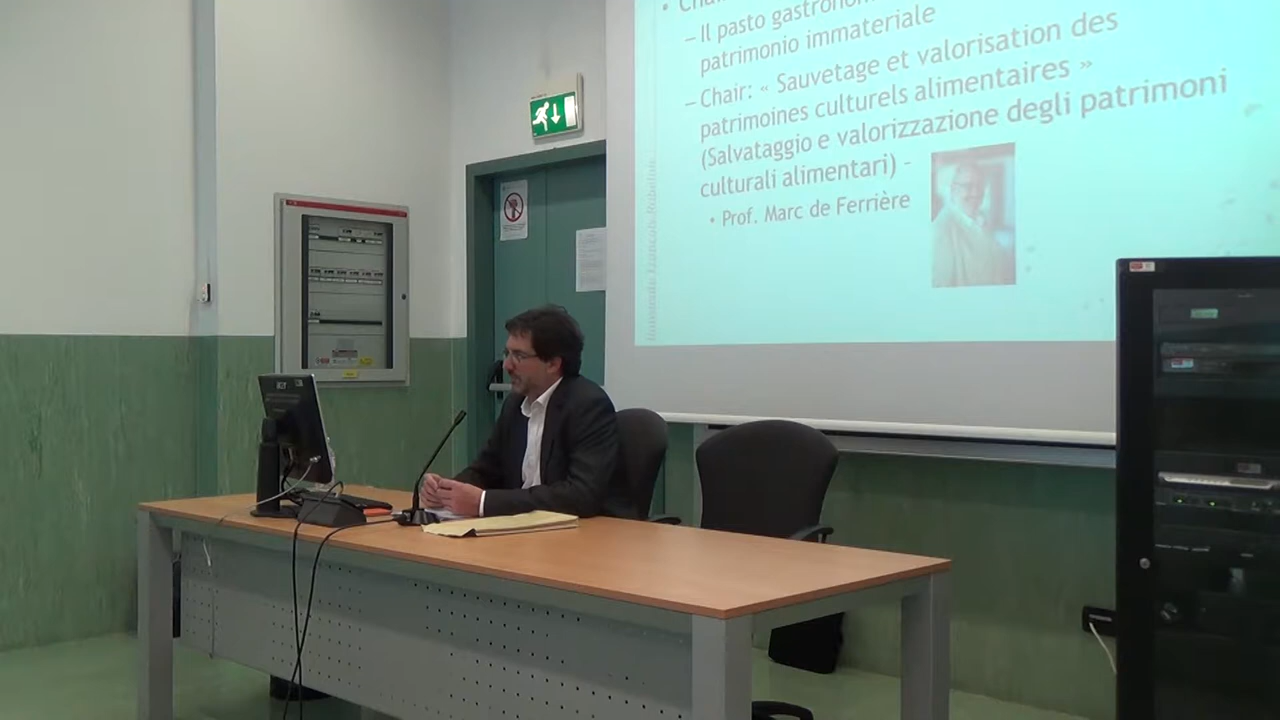 Il pasto gastronom
patrimonio immateriale
– Chair: « Sauvetage et valorisation des
patrimoines culturels alimentaires »
(Salvataggio e valorizzazione degli patrimoni
culturali alimentari) -
• Prof. Marc de Ferrière